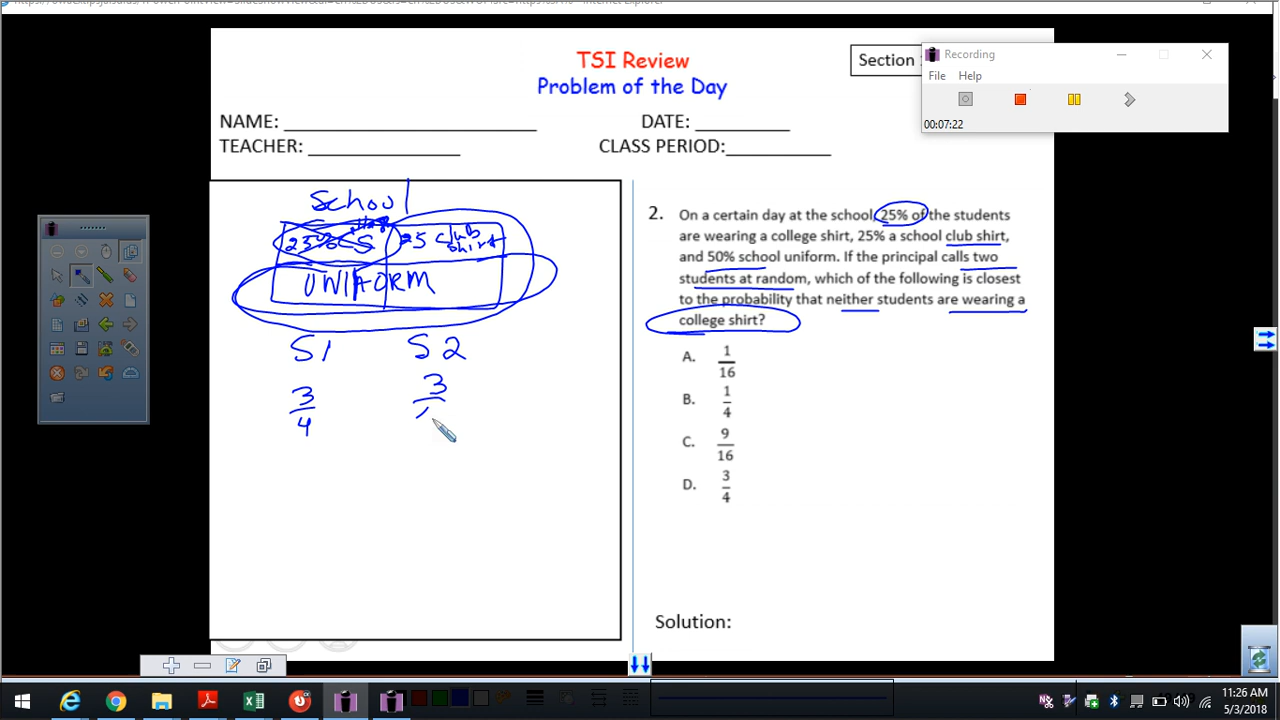 TSI Review
Problem of the Day
Section
Recording
File Help
00:07:22
NAME: DATE:
TEACHER: CLASS PERIOD:
School
25% CS 25 Club
shirt
UNIFORM
S1 S2
3 3
4
2. On a certain day at the school, 25% of the students
are wearing a college shirt, 25% a school club shirt,
and 50% school uniform. If the principal calls two
students at random, which of the following is closest
to the probability that neither students are wearing a
college shirt?
A. 1
16
B. 1
4
C. 9
16
D. 3
4
Solution:
11:26 AM
5/3/2018